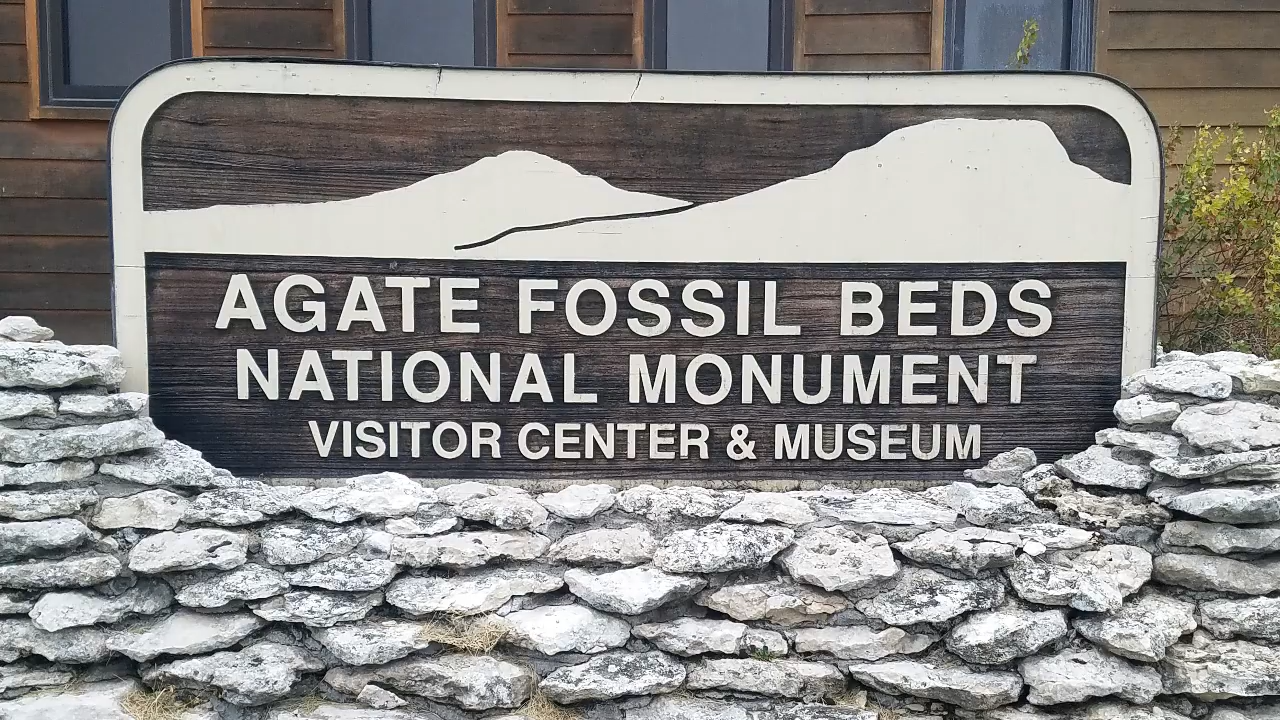 AGATE FOSSIL BEDS
NATIONAL MONUMENT
VISITOR CENTER & MUSEUM